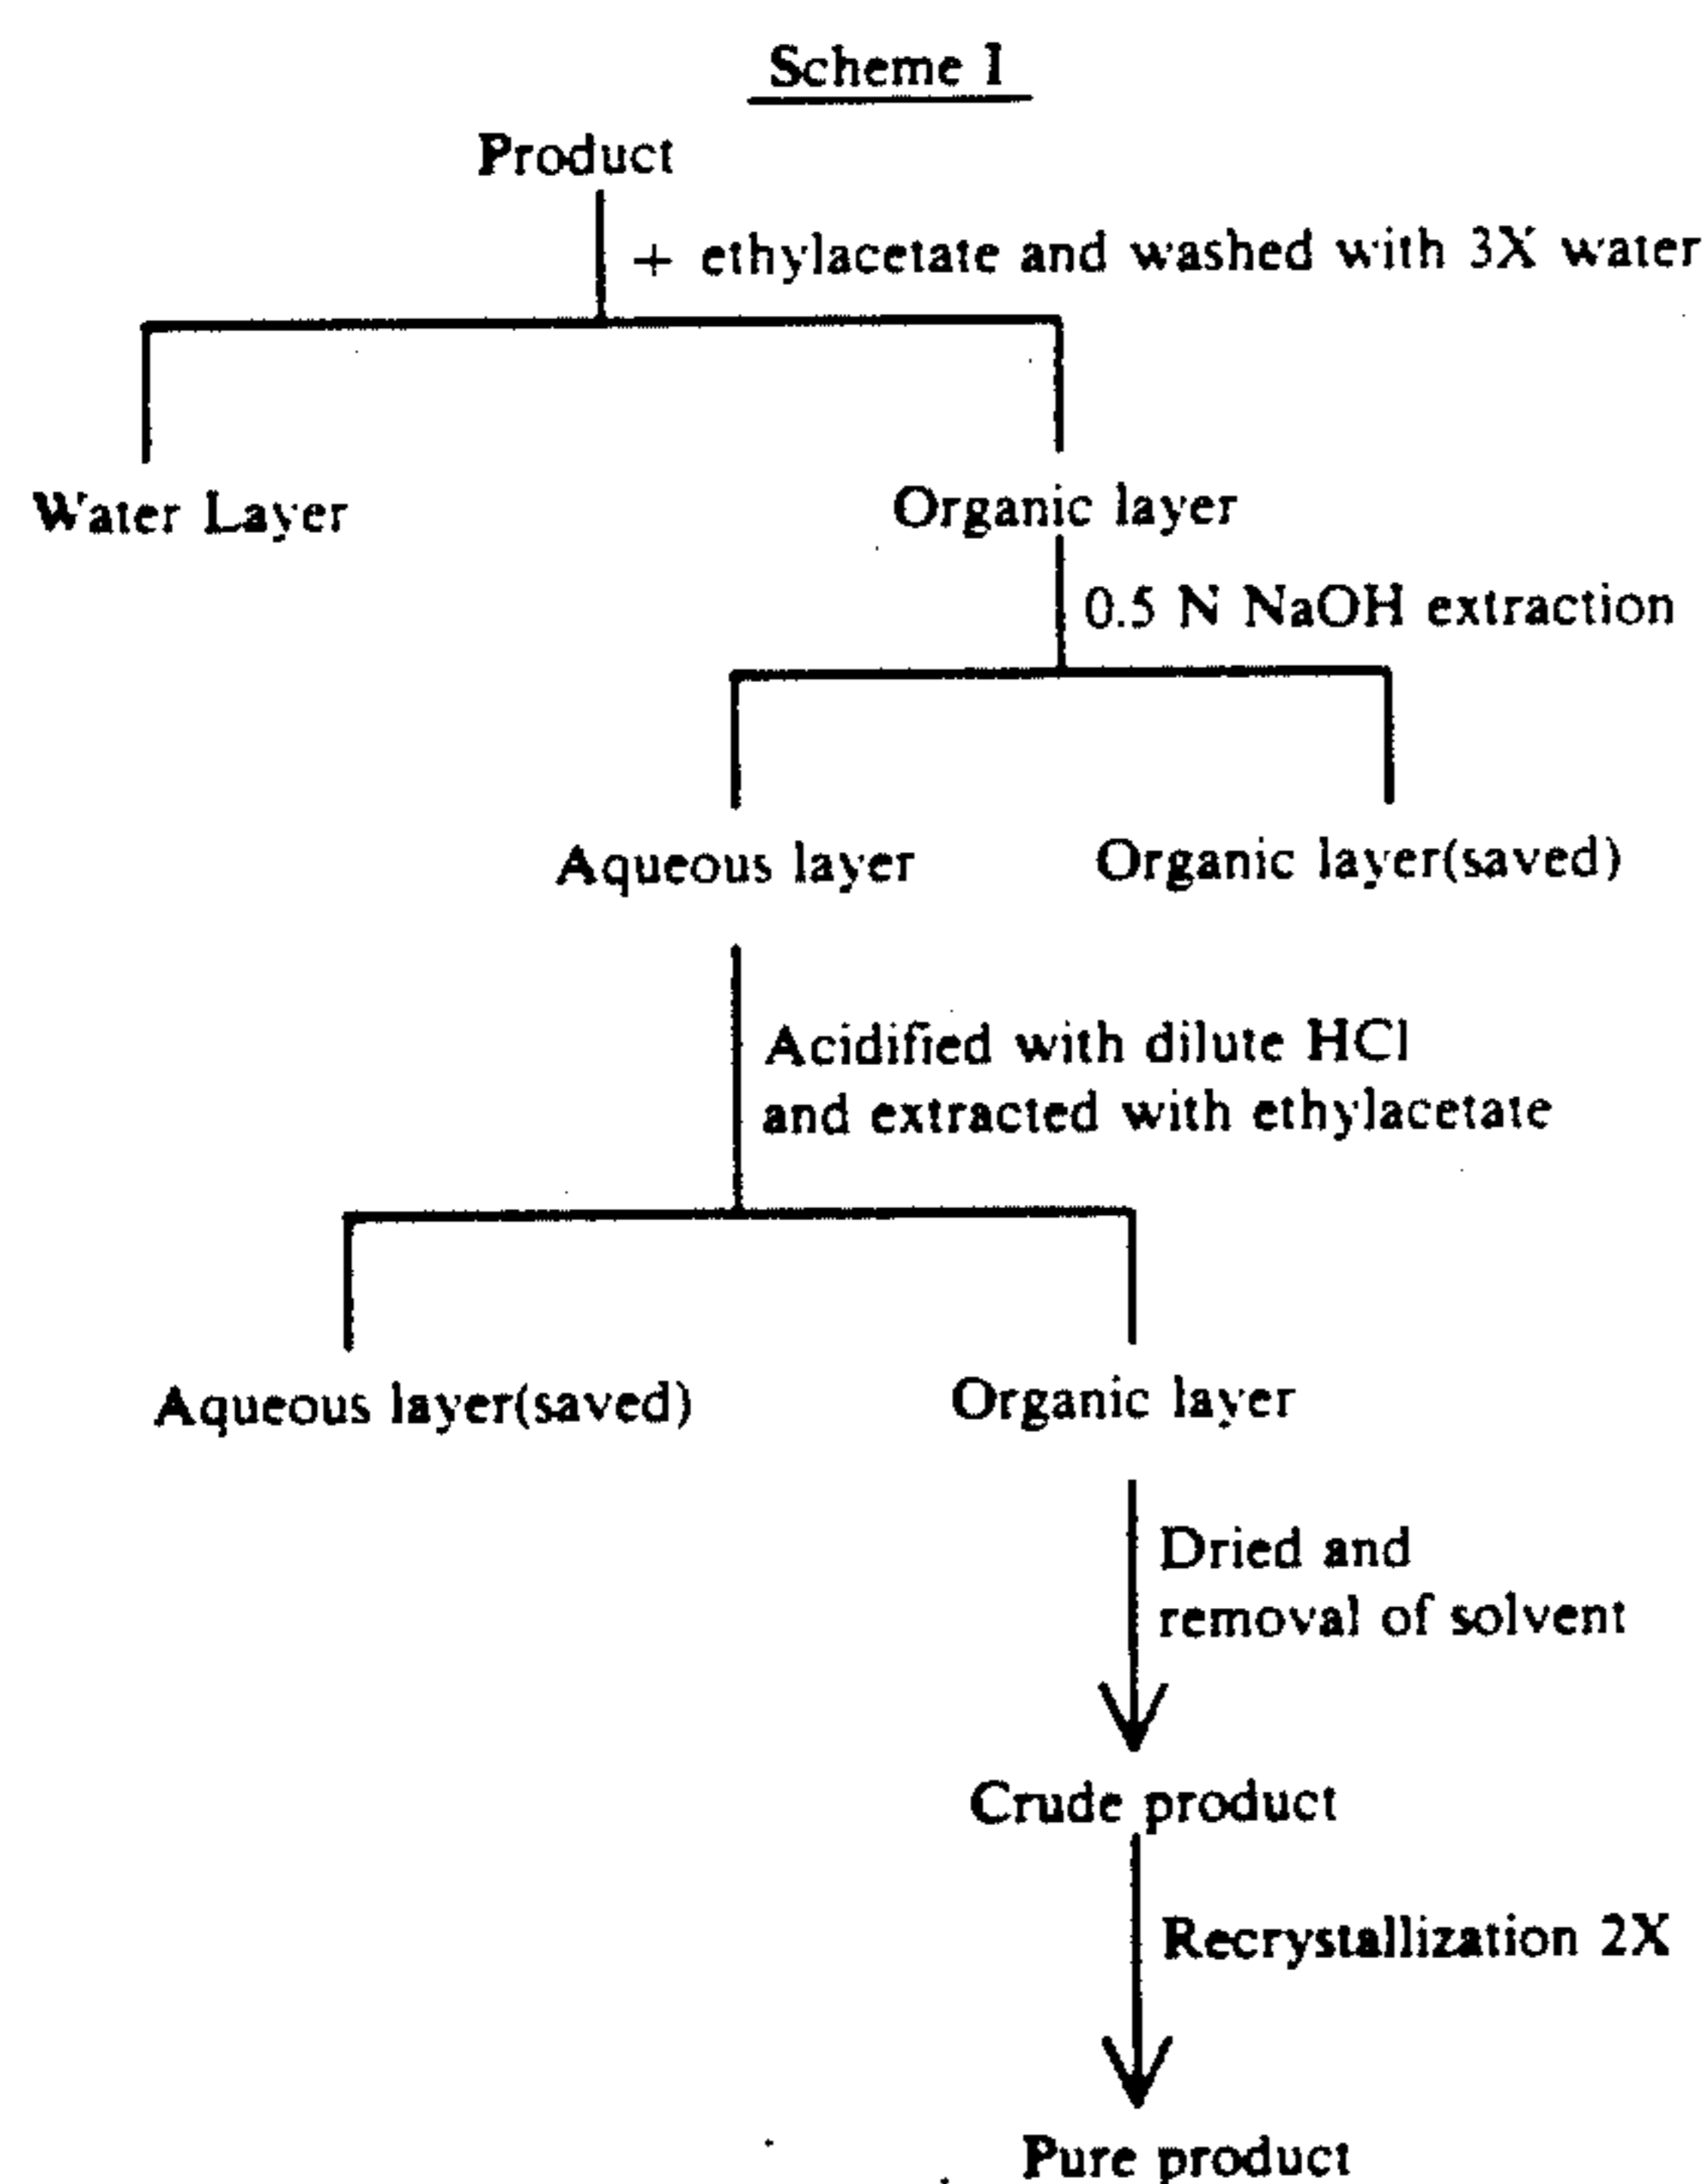 Scheme I
Product
+ ethylacetate and washed with 3X water
Water Layer
Organic layer
0.5 N NaOH extraction
Aqueous layer
Organic layer(saved)
Acidified with dilute HCl
and extracted with ethylacetate
Aqueous layer(saved)
Organic layer
Dried and
removal of solvent
Crude product
Recrystallization 2X
Pure product